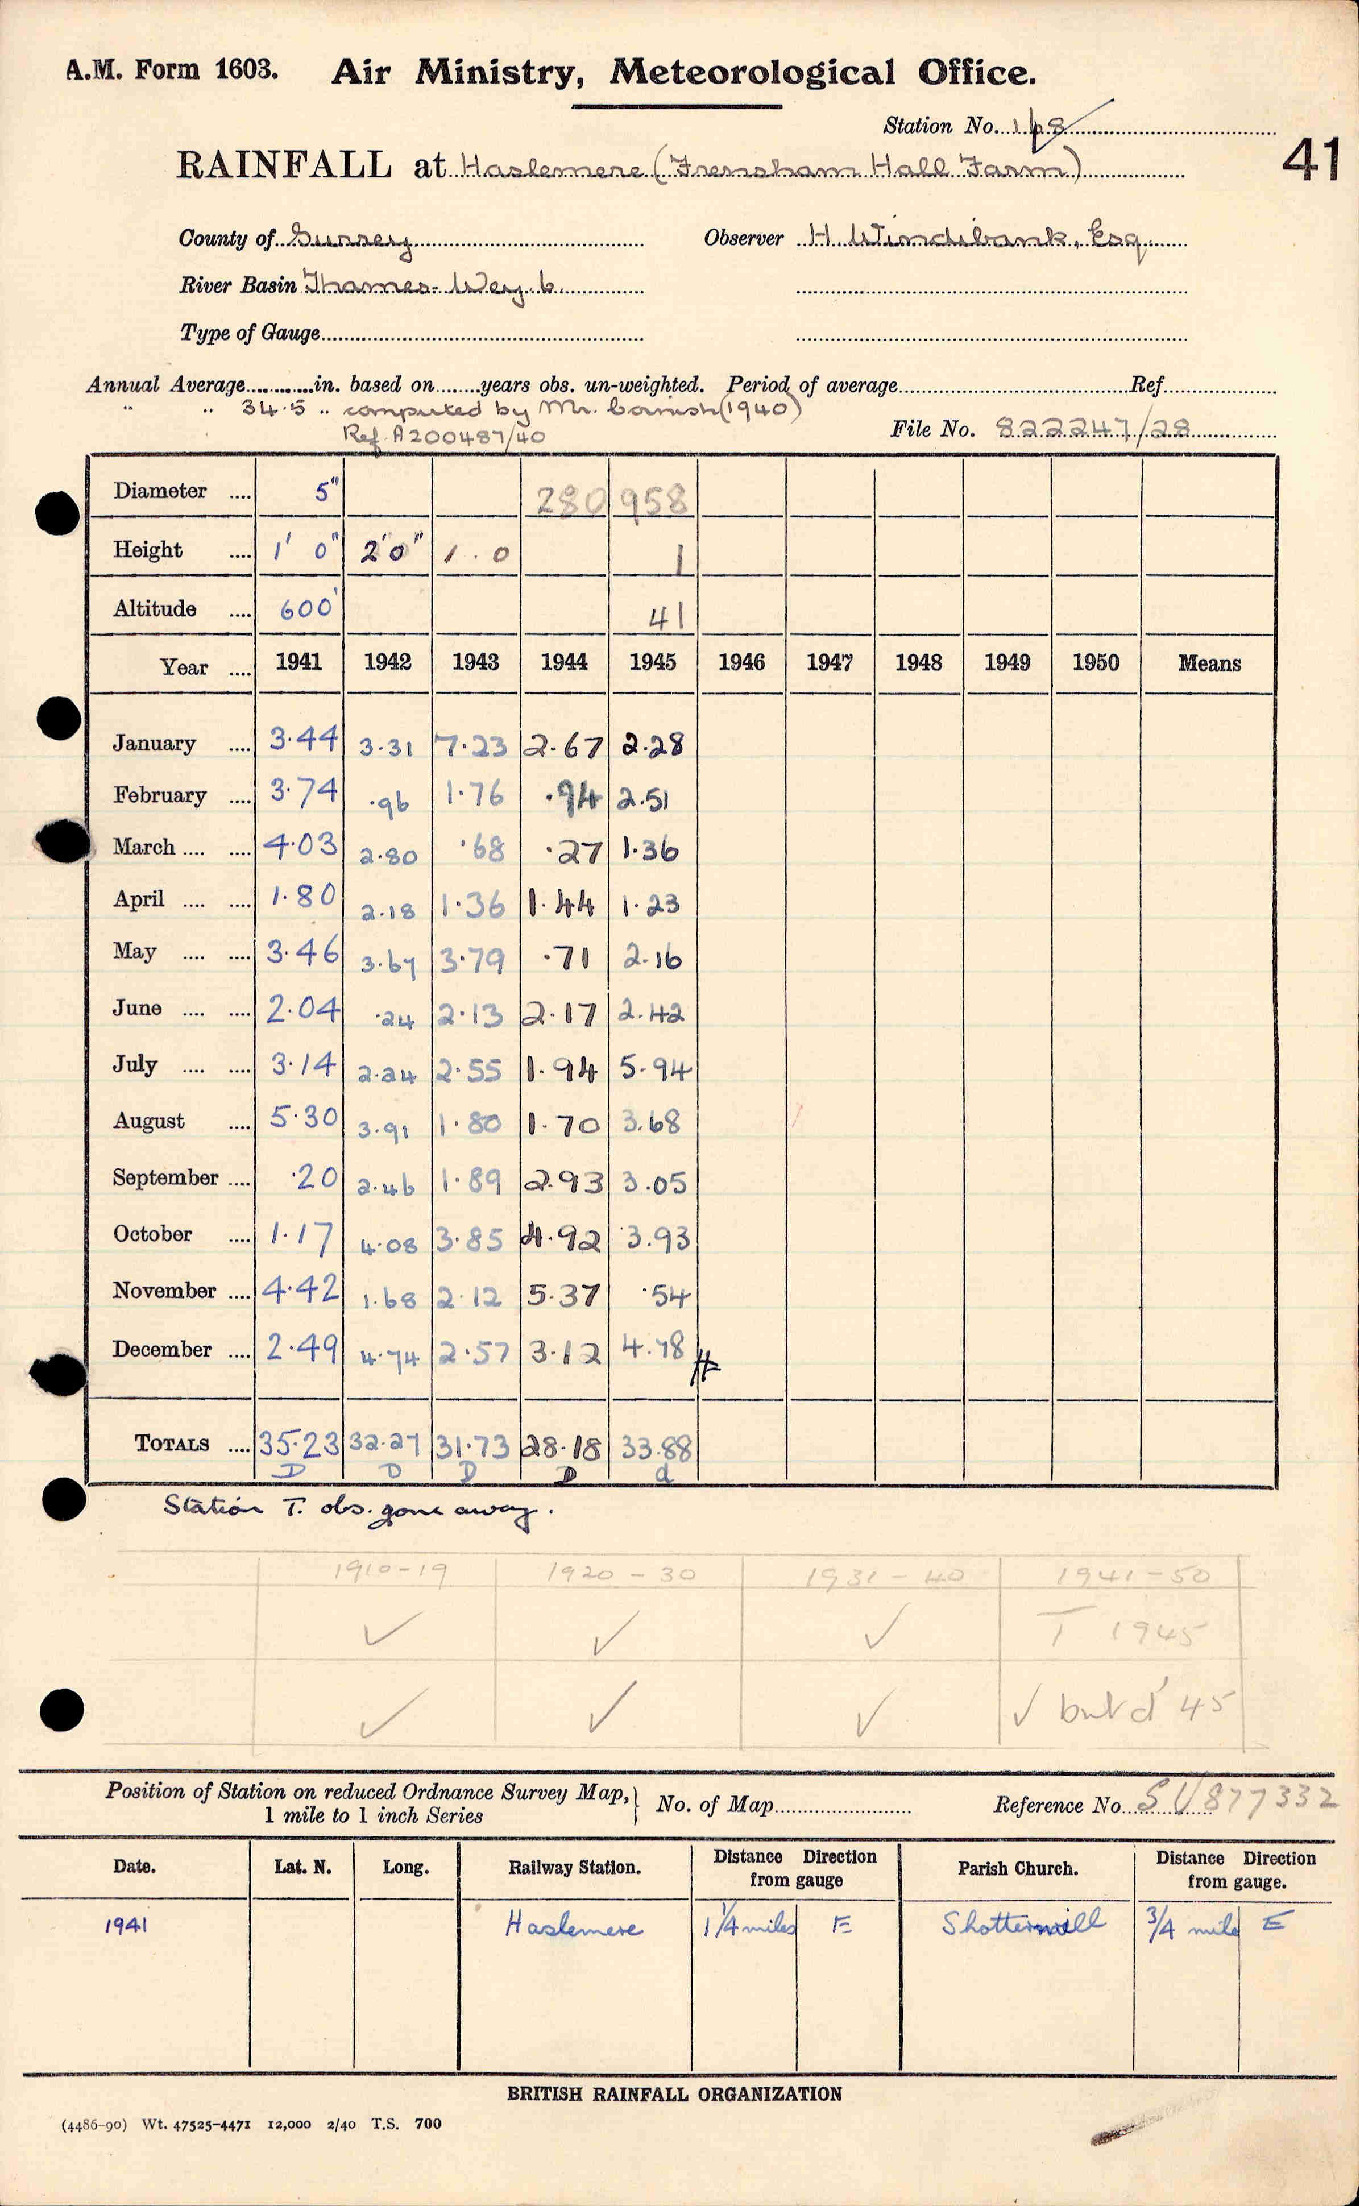 A.M. Form 1603. Air Ministry, Meteorological Office.
Station No. 168
41
RAINFALL at Haslemere (Frensham Hall Farm)
County of Surrey Observer H. Windibank, Esq.
River Basin Thames-Wey. b.
Type of Gauge
Annual Average in. based on years obs. un-weighted. Period of average Ref.
" " 34.5 " computed by Mr. Cornish (1940)
Ref. A200487/40 File No. 822247/28
Diameter 5" 280 958
Height 1' 0" 2' 0" 1.0 1
Altitude 600' 41
Year 1941 1942 1943 1944 1945 1946 1947 1948 1949 1950 Means
January 3.44 3.31 7.23 2.67 2.28
February 3.74 .96 1.76 .94 2.51
March 4.03 2.80 .68 .27 1.36
April 1.80 2.18 1.36 1.44 1.23
May 3.46 3.67 3.79 .71 2.16
June 2.04 .24 2.13 2.17 2.42
July 3.14 2.24 2.55 1.94 5.94
August 5.30 3.91 1.80 1.70 3.68
September .20 2.46 1.89 2.93 3.05
October 1.17 4.08 3.85 4.92 3.93
November 4.42 1.68 2.12 5.37 .54
December 2.49 4.74 2.57 3.12 4.78
TOTALS 35.23 32.27 31.73 28.18 33.88
D D D D d
Station T. obs. gone away.
1910-19 1920-30 1931-40 1941-50
✓ ✓ ✓ T 1945
✓ ✓ ✓ ✓ but d' 45
Position of Station on reduced Ordnance Survey Map, 1 mile to 1 inch Series } No. of Map Reference No. SU877332
Date. Lat. N. Long. Railway Station. Distance Direction from gauge Parish Church. Distance Direction from gauge.
1941 Haslemere 1 1/4 miles E Shottermill 3/4 mile E
BRITISH RAINFALL ORGANIZATION
(4486-90) Wt. 47525-4471 12,000 2/40 T.S. 700